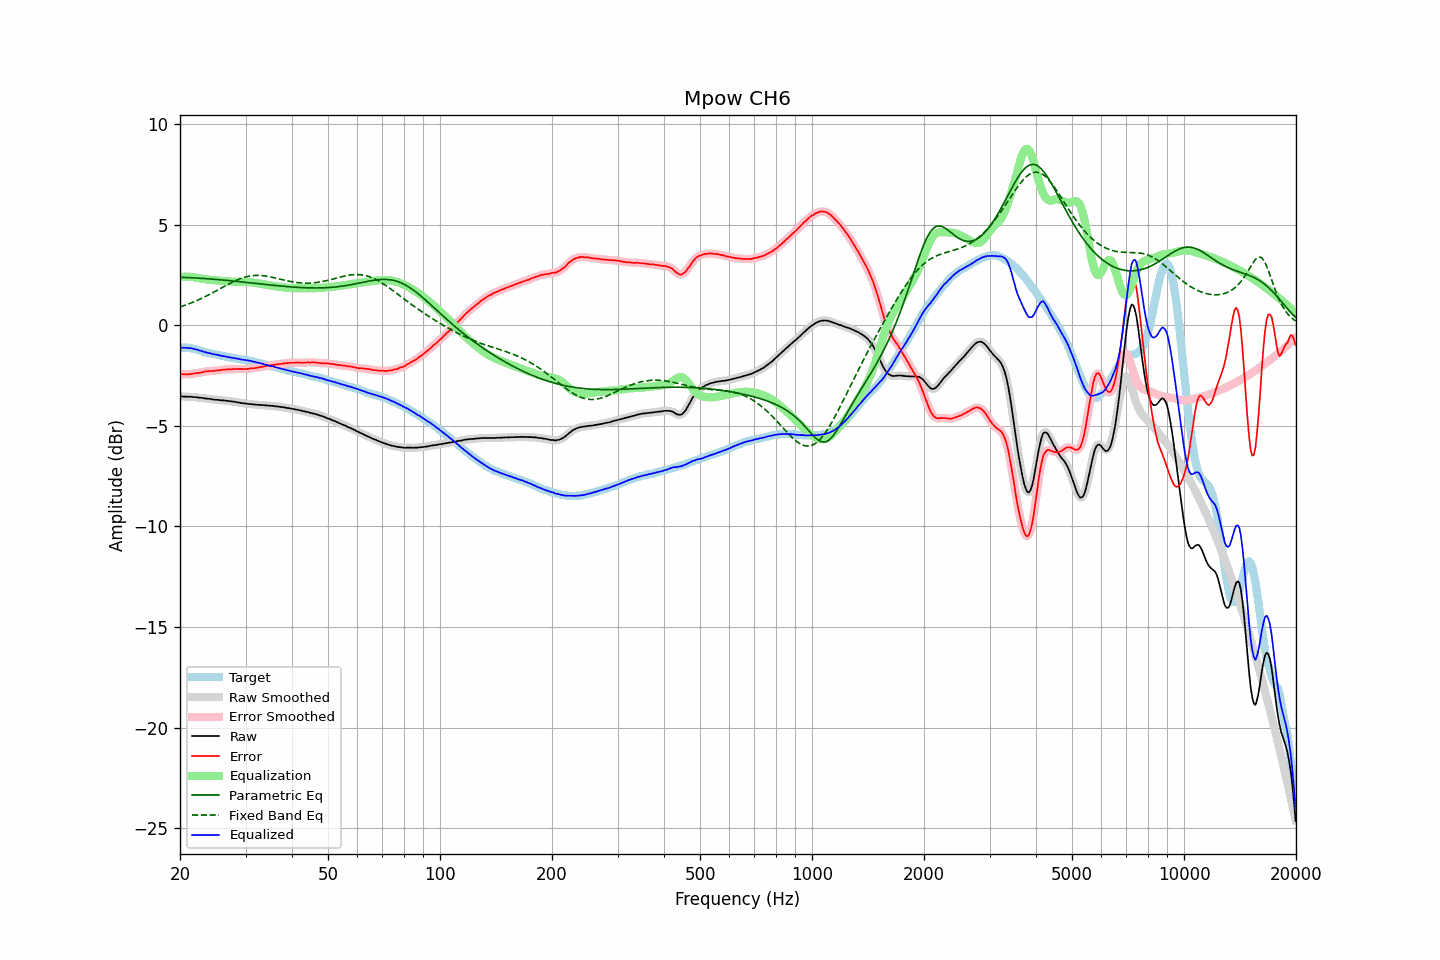 Mpow CH6
Amplitude (dBr)
10
5
0
−5
−10
−15
−20
−25
Target
Raw Smoothed
Error Smoothed
Raw
Error
Equalization
Parametric Eq
Fixed Band Eq
Equalized
20 50 100 200 500 1000 2000 5000 10000 20000
Frequency (Hz)